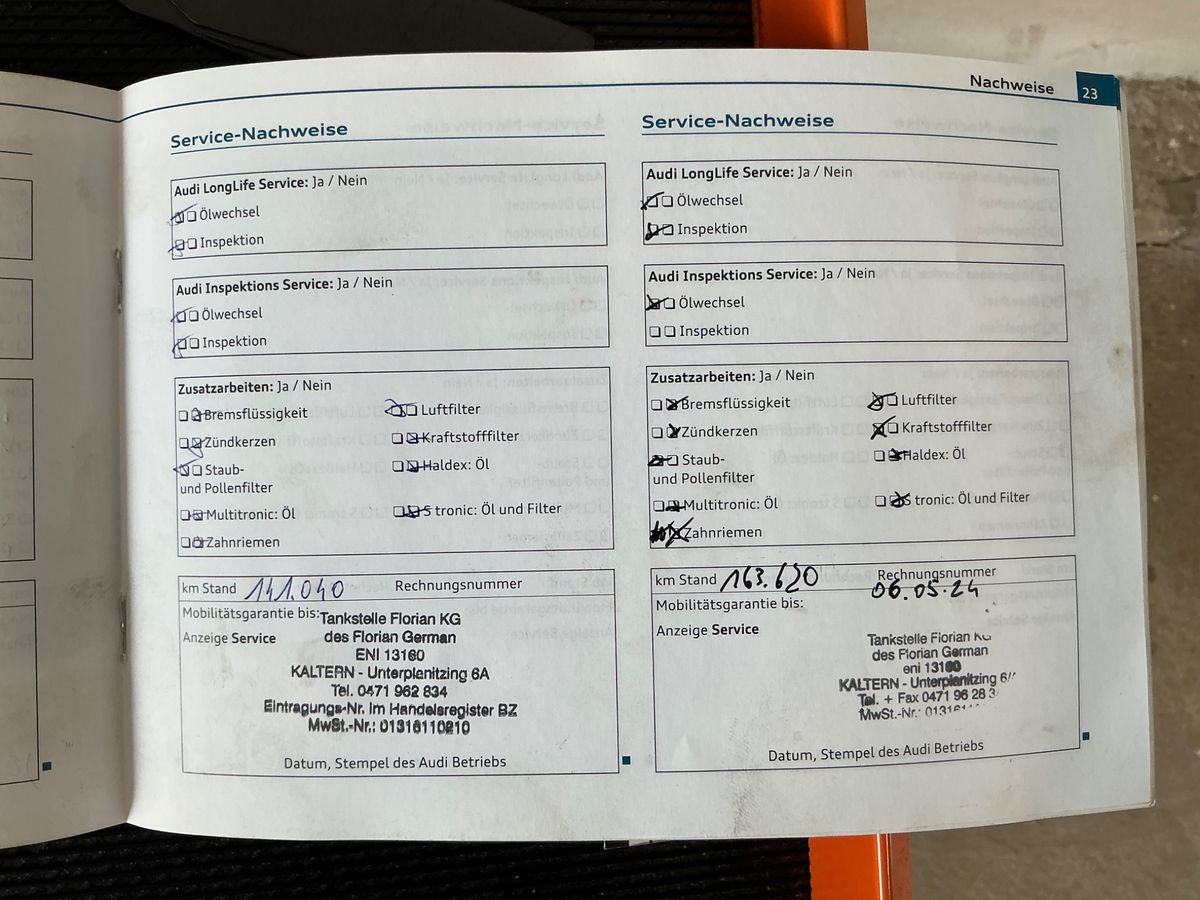 Nachweise 23
Service-Nachweise
Audi LongLife Service: Ja / Nein
Ölwechsel
Inspektion
Audi Inspektions Service: Ja / Nein
Ölwechsel
Inspektion
Zusatzarbeiten: Ja / Nein
Bremsflüssigkeit
Luftfilter
Zündkerzen
Kraftstofffilter
Staub-
und Pollenfilter
Haldex: Öl
Multitronic: Öl
S tronic: Öl und Filter
Zahnriemen
km Stand 141.040 Rechnungsnummer
Mobilitätsgarantie bis:
Anzeige Service
Tankstelle Florian KG
des Florian German
ENI 13160
KALTERN - Unterplanitzing 6A
Tel. 0471 962 834
Eintragungs-Nr. im Handelsregister BZ
MwSt.-Nr.: 01316110210
Datum, Stempel des Audi Betriebs
Service-Nachweise
Audi LongLife Service: Ja / Nein
Ölwechsel
Inspektion
Audi Inspektions Service: Ja / Nein
Ölwechsel
Inspektion
Zusatzarbeiten: Ja / Nein
Bremsflüssigkeit
Luftfilter
Zündkerzen
Kraftstofffilter
Staub-
und Pollenfilter
Haldex: Öl
Multitronic: Öl
S tronic: Öl und Filter
Zahnriemen
km Stand 163.620 Rechnungsnummer
06.05.24
Mobilitätsgarantie bis:
Anzeige Service
Tankstelle Florian KG
des Florian German
eni 13160
KALTERN - Unterplanitzing
Tel. + Fax 0471 96 28
MwSt.-Nr.:
Datum, Stempel des Audi Betriebs